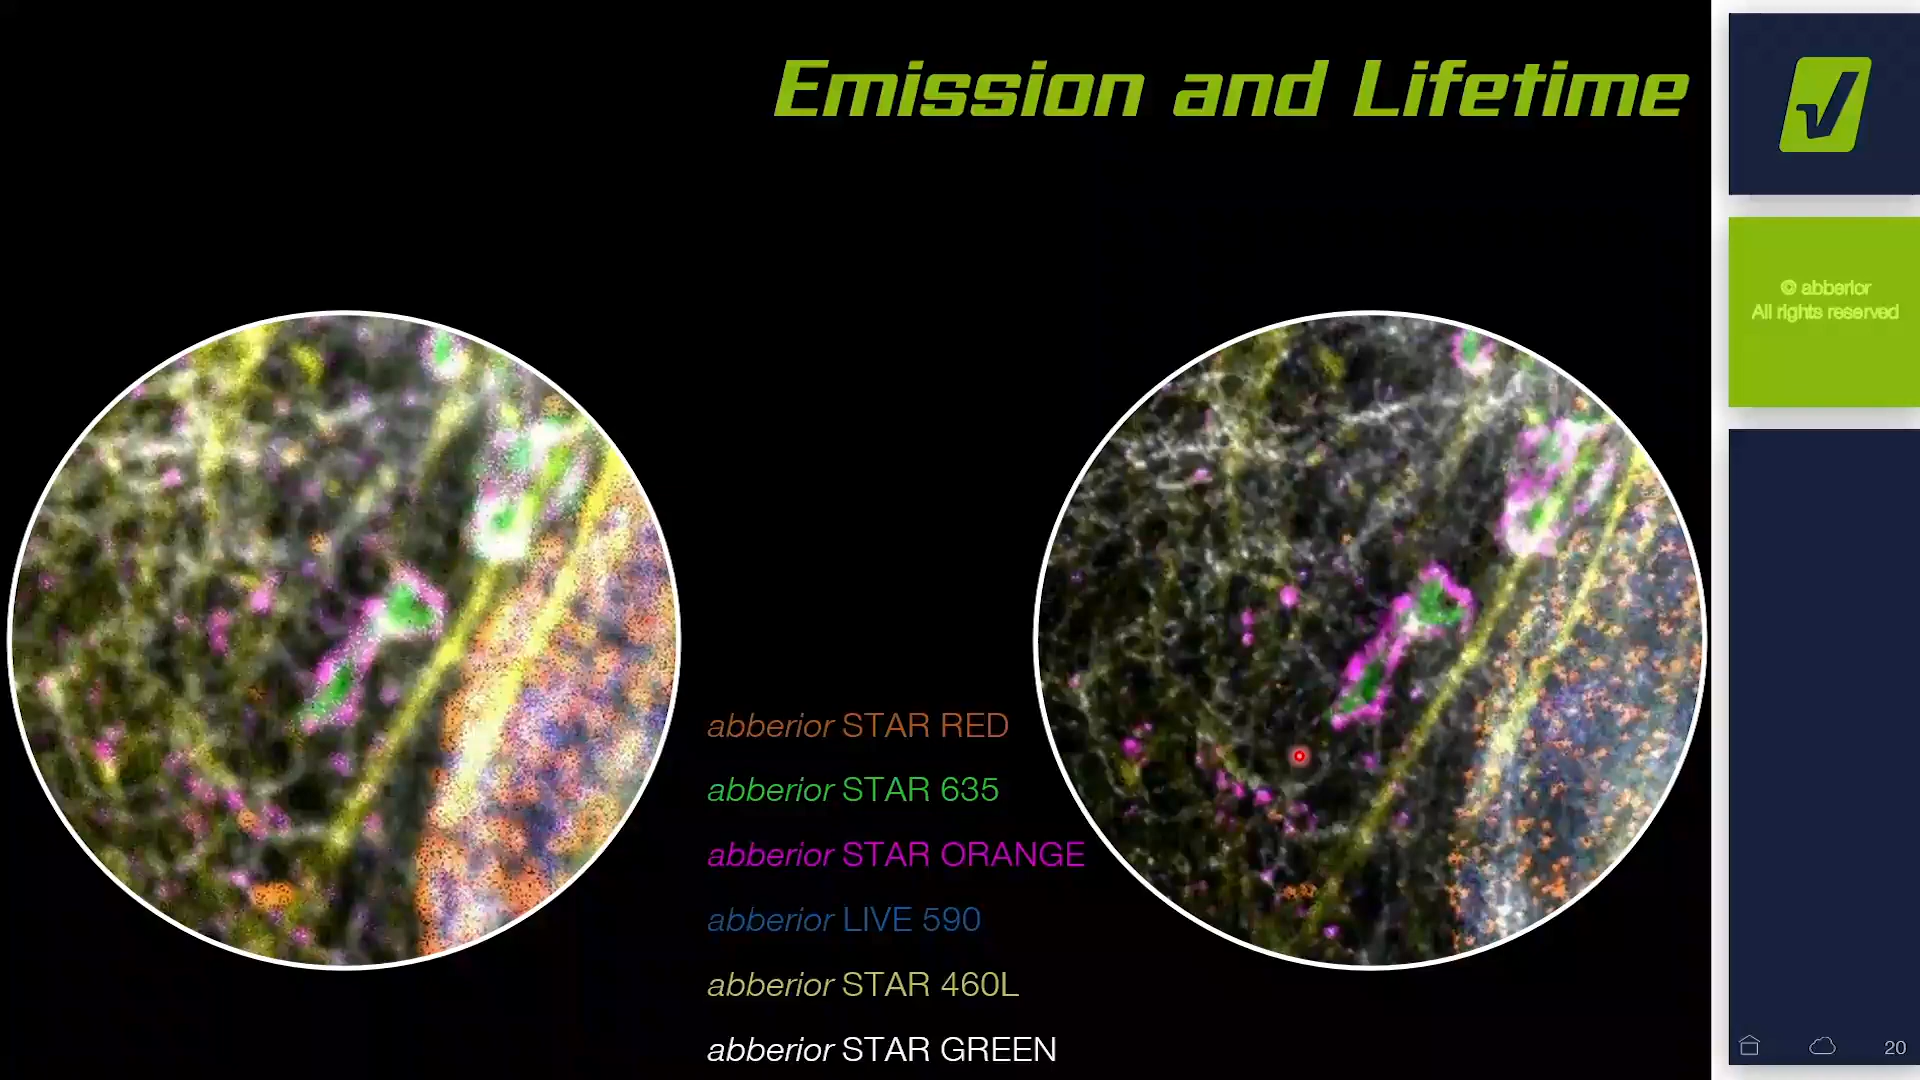 Emission and Lifetime
© abberior
All rights reserved
abberior STAR RED
abberior STAR 635
abberior STAR ORANGE
abberior LIVE 590
abberior STAR 460L
abberior STAR GREEN
20